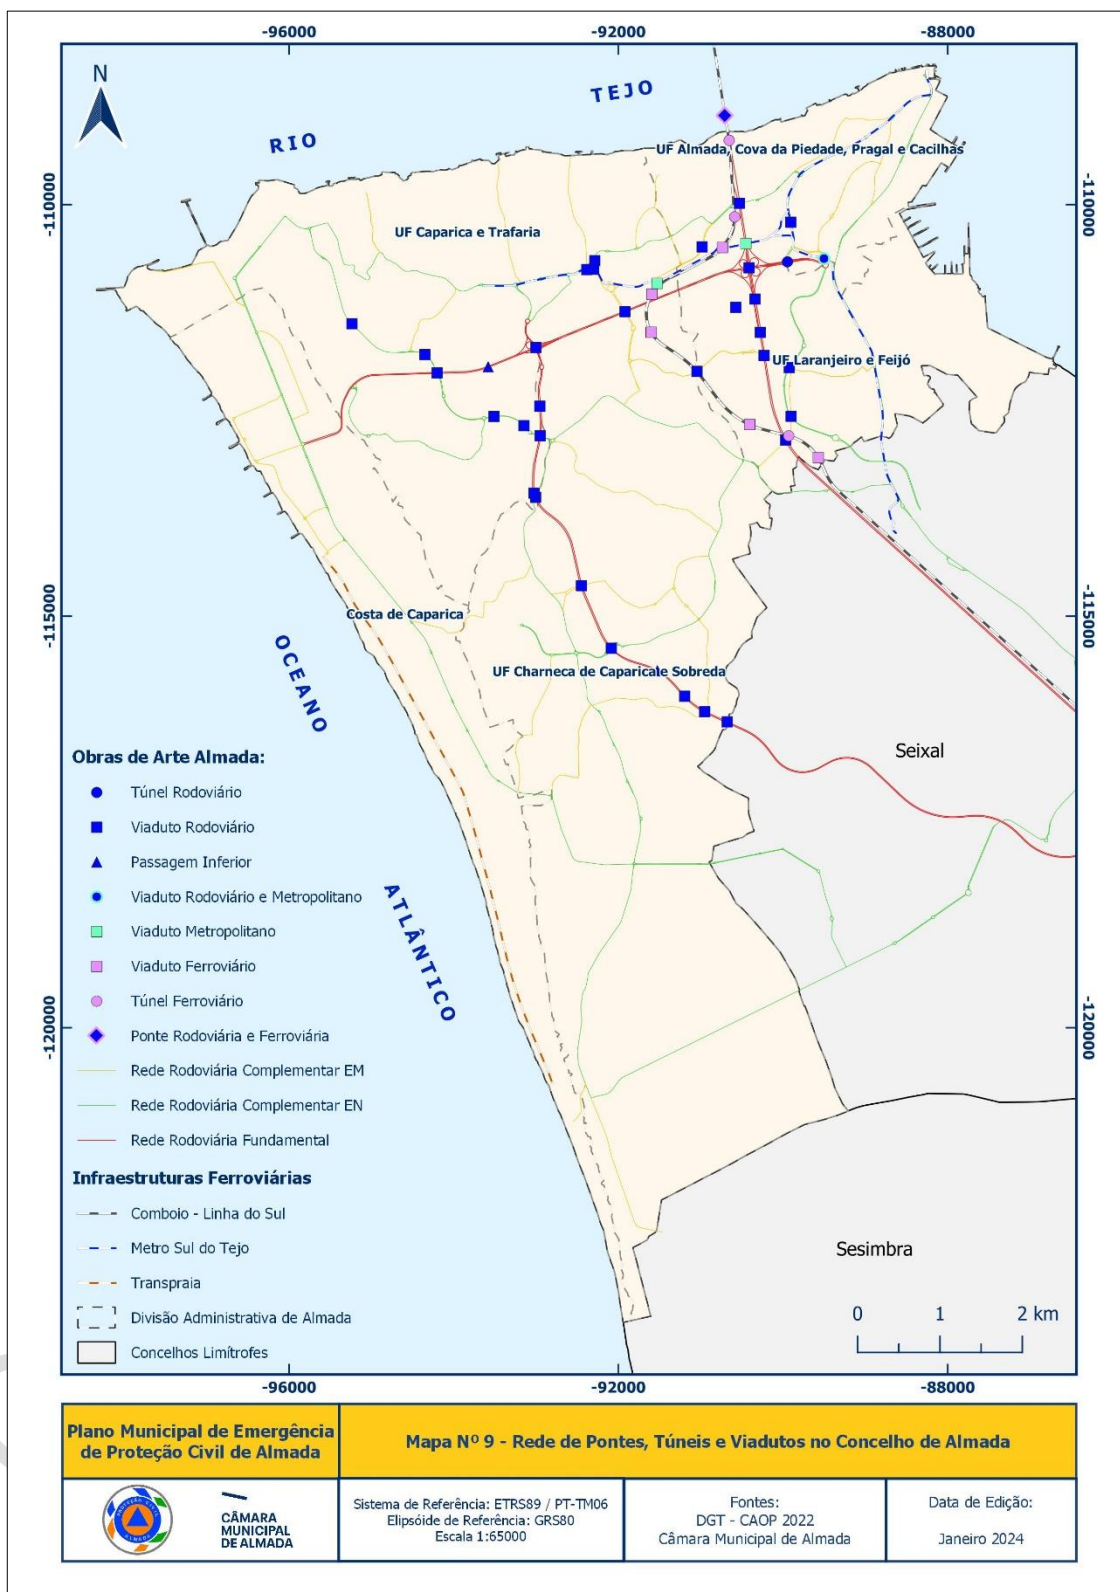 -96000
-92000
-88000
N
RIO
TEJO
UF Almada, Cova da Piedade, Pragal e Cacilhas
-110000
-110000
UF Caparica e Trafaria
UF Laranjeiro e Feijó
-115000
-115000
Costa de Caparica
OCEANO
UF Charneca de Caparica e Sobreda
Seixal
Obras de Arte Almada:
Túnel Rodoviário
Viaduto Rodoviário
Passagem Inferior
Viaduto Rodoviário e Metropolitano
ATLÂNTICO
Viaduto Metropolitano
Viaduto Ferroviário
Túnel Ferroviário
-120000
-120000
Ponte Rodoviária e Ferroviária
Rede Rodoviária Complementar EM
Rede Rodoviária Complementar EN
Rede Rodoviária Fundamental
Infraestruturas Ferroviárias
Comboio - Linha do Sul
Metro Sul do Tejo
Sesimbra
Transpraia
Divisão Administrativa de Almada
0 1 2 km
Concelhos Limítrofes
-96000
-92000
-88000
Plano Municipal de Emergência
de Proteção Civil de Almada
Mapa Nº 9 - Rede de Pontes, Túneis e Viadutos no Concelho de Almada
PROTEÇÃO CIVIL
ALMADA
CÂMARA
MUNICIPAL
DE ALMADA
Sistema de Referência: ETRS89 / PT-TM06
Elipsóide de Referência: GRS80
Escala 1:65000
Fontes:
DGT - CAOP 2022
Câmara Municipal de Almada
Data de Edição:
Janeiro 2024